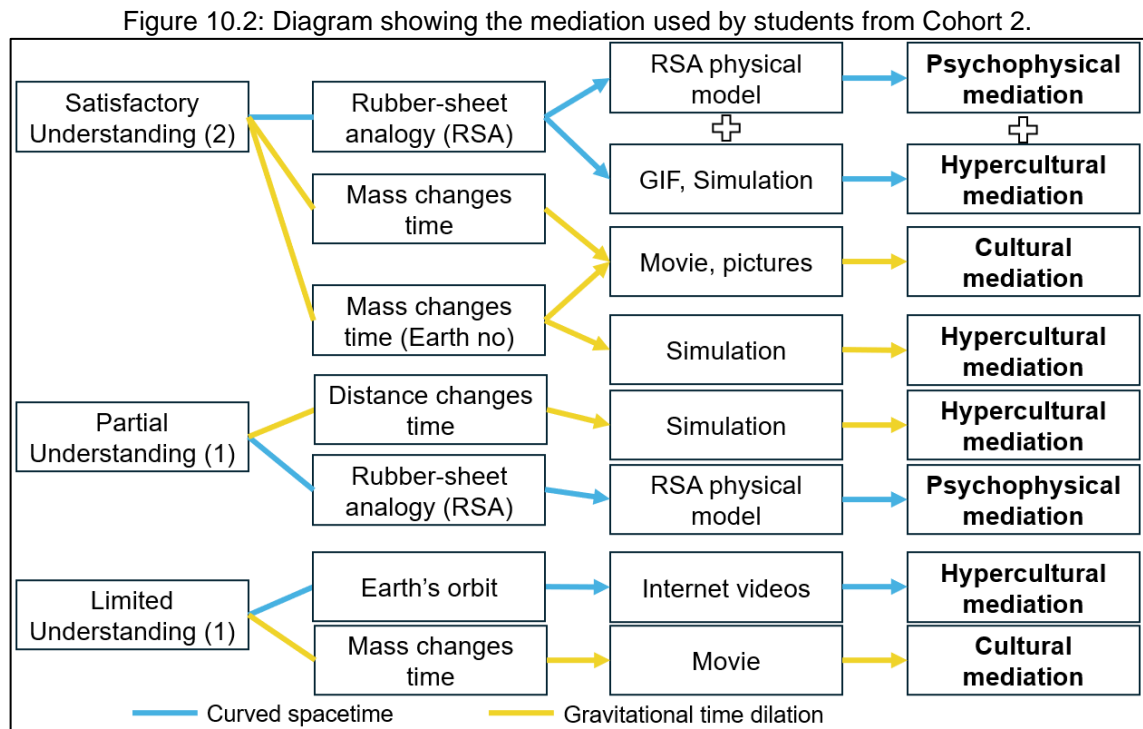 Figure 10.2: Diagram showing the mediation used by students from Cohort 2.
Satisfactory
Understanding (2)
Rubber-sheet
analogy (RSA)
RSA physical
model
Psychophysical
mediation
GIF, Simulation
Hypercultural
mediation
Mass changes
time
Movie, pictures
Cultural
mediation
Mass changes
time (Earth no)
Simulation
Hypercultural
mediation
Partial
Understanding (1)
Distance changes
time
Simulation
Hypercultural
mediation
Rubber-sheet
analogy (RSA)
RSA physical
model
Psychophysical
mediation
Limited
Understanding (1)
Earth's orbit
Internet videos
Hypercultural
mediation
Mass changes
time
Movie
Cultural
mediation
Curved spacetime
Gravitational time dilation